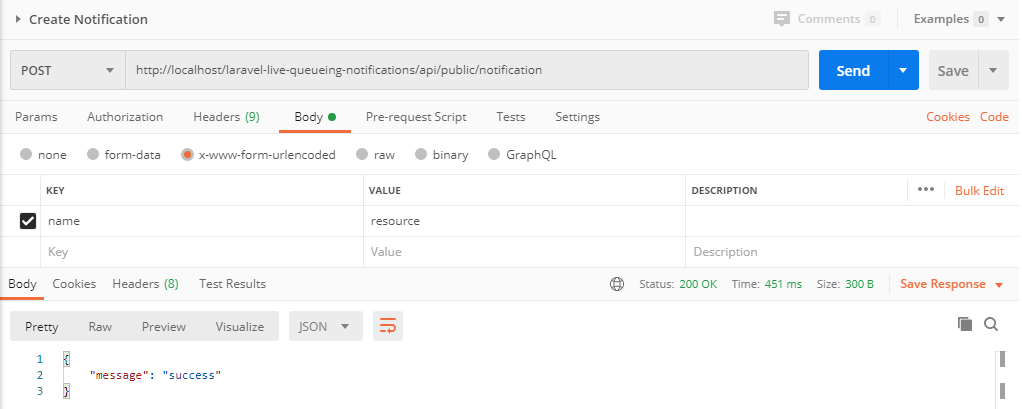 Create Notification Comments 0 Examples 0
POST http://localhost/laravel-live-queueing-notifications/api/public/notification Send Save
Params Authorization Headers (9) Body Pre-request Script Tests Settings Cookies Code
none form-data x-www-form-urlencoded raw binary GraphQL
KEY VALUE DESCRIPTION ••• Bulk Edit
name resource
Key Value Description
Body Cookies Headers (8) Test Results Status: 200 OK Time: 451 ms Size: 300 B Save Response
Pretty Raw Preview Visualize JSON
1 {
2 "message": "success"
3 }